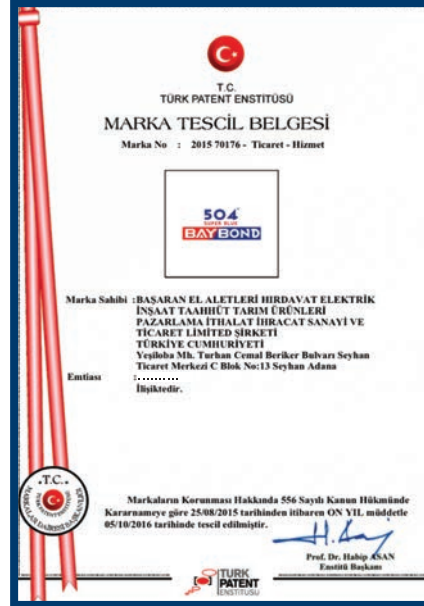 T.C.
TÜRK PATENT ENSTİTÜSÜ
MARKA TESCİL BELGESİ
Marka No : 2015 70176 - Ticaret - Hizmet
504
SUPER GLUE
BAYBOND
Marka Sahibi :BAŞARAN EL ALETLERİ HIRDAVAT ELEKTRİK
İNŞAAT TAAHHÜT TARIM ÜRÜNLERİ
PAZARLAMA İTHALAT İHRACAT SANAYİ VE
TİCARET LİMİTED ŞİRKETİ
TÜRKİYE CUMHURİYETİ
Yeşiloba Mh. Turhan Cemal Beriker Bulvarı Seyhan
Ticaret Merkezi C Blok No:13 Seyhan Adana
Emtiası :.........
İlişiktedir.
.T.C.
Markaların Korunması Hakkında 556 Sayılı Kanun Hükmünde
Kararnameye göre 25/08/2015 tarihinden itibaren ON YIL müddetle
05/10/2016 tarihinde tescil edilmiştir.
Prof. Dr. Habip ASAN
Enstitü Başkanı
TURK
PATENT
ENSTITUSU